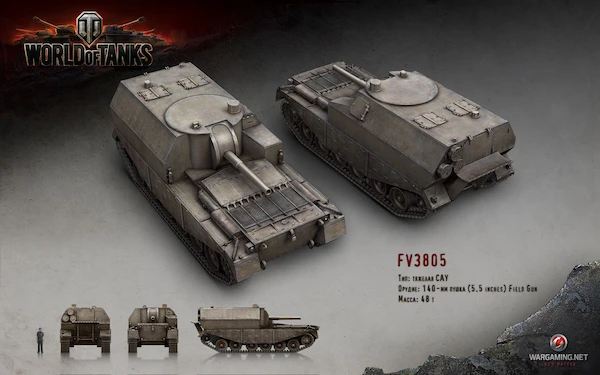 WORLD OF TANKS
FV3805
Тип: тяжелая САУ
Орудие: 140-мм пушка (5.5 inches) Field Gun
Масса: 48 т
WARGAMING.NET